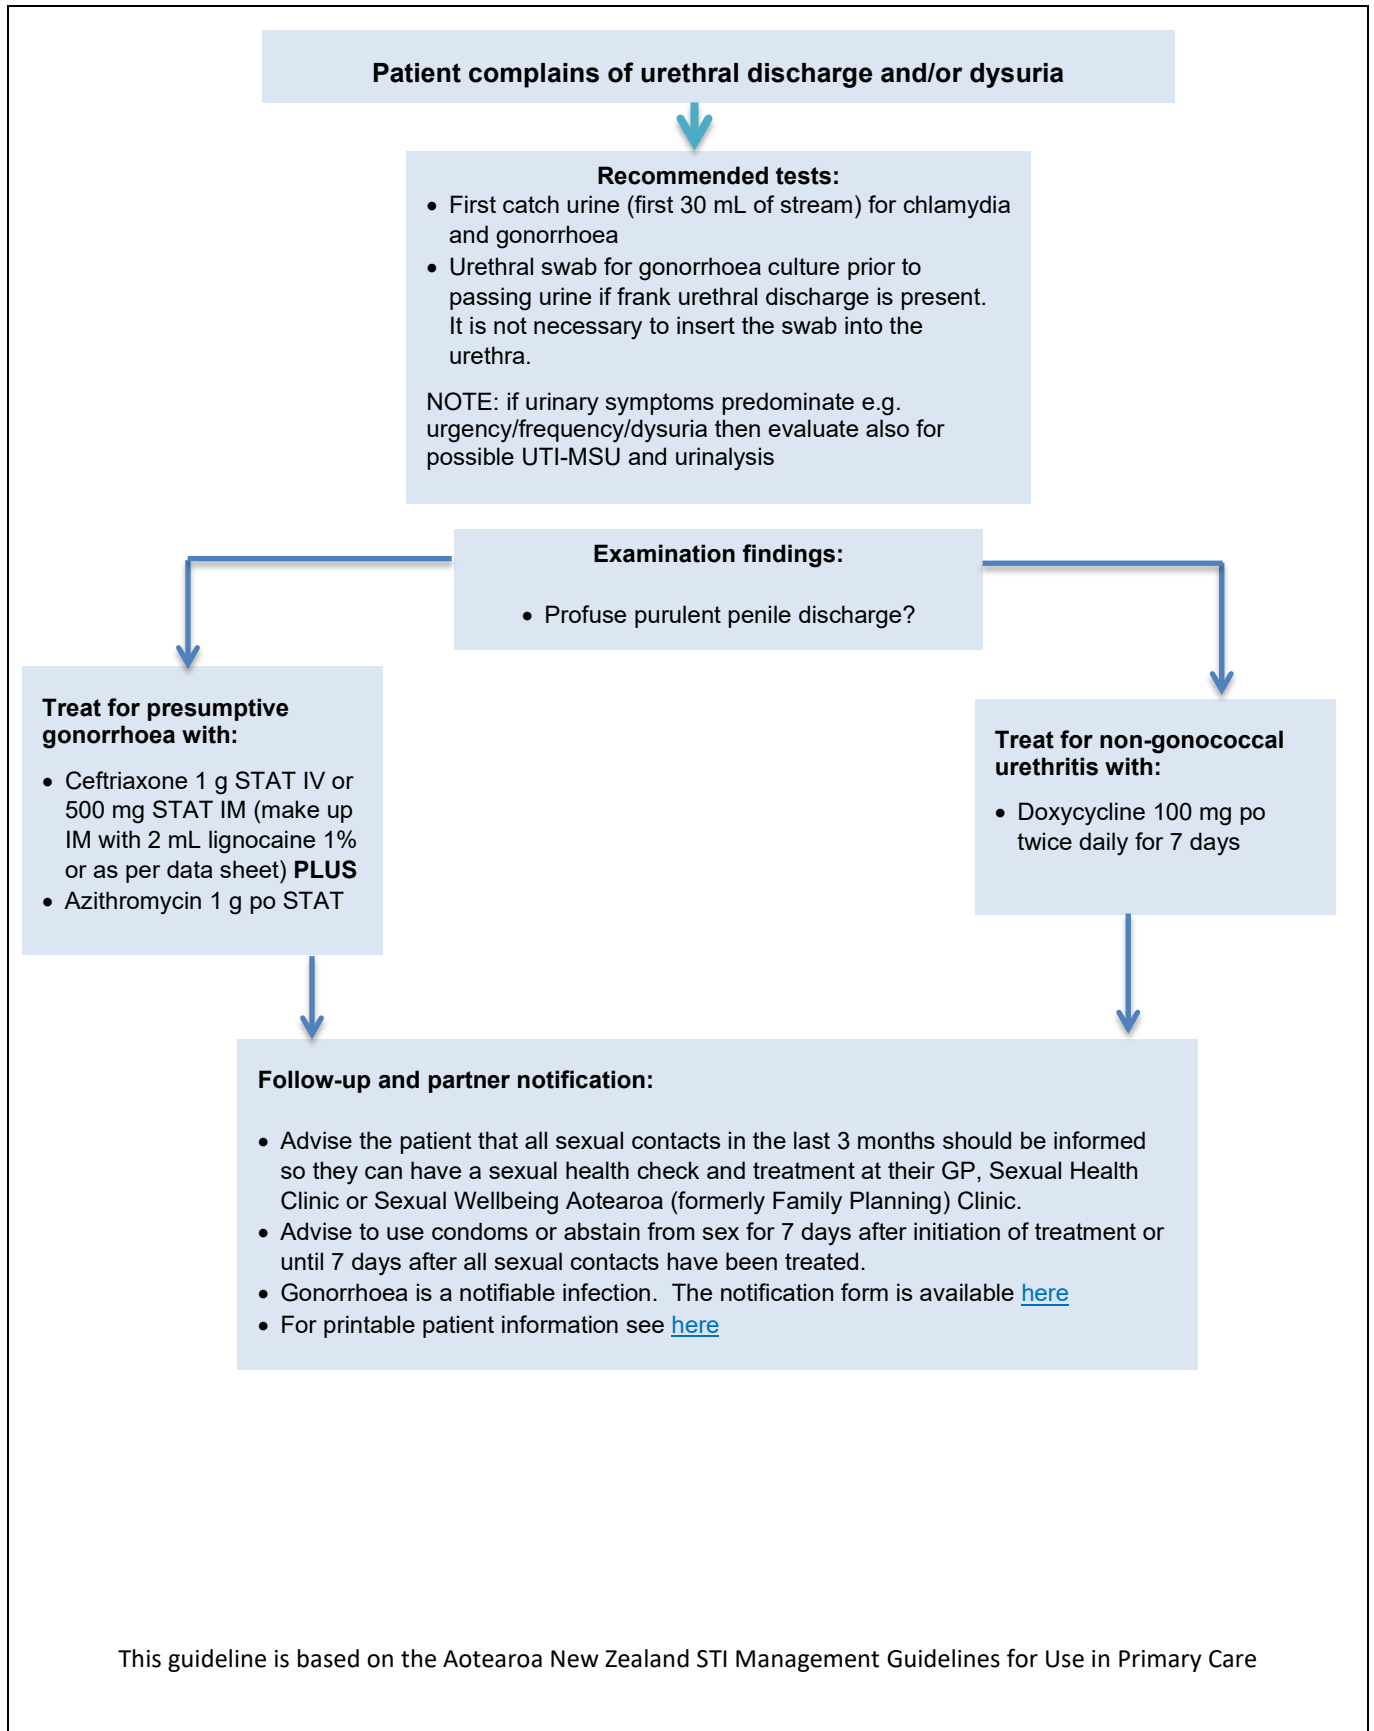 Patient complains of urethral discharge and/or dysuria
Recommended tests:
• First catch urine (first 30 mL of stream) for chlamydia
and gonorrhoea
• Urethral swab for gonorrhoea culture prior to
passing urine if frank urethral discharge is present.
It is not necessary to insert the swab into the
urethra.
NOTE: if urinary symptoms predominate e.g.
urgency/frequency/dysuria then evaluate also for
possible UTI-MSU and urinalysis
Examination findings:
• Profuse purulent penile discharge?
Treat for presumptive
gonorrhoea with:
• Ceftriaxone 1 g STAT IV or
500 mg STAT IM (make up
IM with 2 mL lignocaine 1%
or as per data sheet) PLUS
• Azithromycin 1 g po STAT
Treat for non-gonococcal
urethritis with:
• Doxycycline 100 mg po
twice daily for 7 days
Follow-up and partner notification:
• Advise the patient that all sexual contacts in the last 3 months should be informed
so they can have a sexual health check and treatment at their GP, Sexual Health
Clinic or Sexual Wellbeing Aotearoa (formerly Family Planning) Clinic.
• Advise to use condoms or abstain from sex for 7 days after initiation of treatment or
until 7 days after all sexual contacts have been treated.
• Gonorrhoea is a notifiable infection.  The notification form is available here
• For printable patient information see here
This guideline is based on the Aotearoa New Zealand STI Management Guidelines for Use in Primary Care